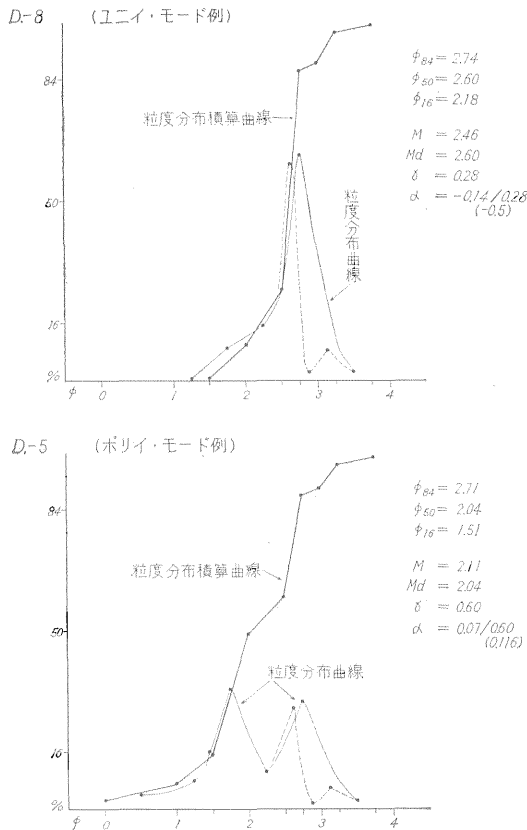 D.-8 (ユニイ・モード例)
84
50
16
%
φ 0 1 2 3 4
粒度分布積算曲線
粒度分布曲線
φ84 = 2.74
φ50 = 2.60
φ16 = 2.18
M = 2.46
Md = 2.60
γ = 0.28
α = -0.14/0.28
(-0.5)
D.-5 (ポリイ・モード例)
84
50
16
%
φ 0 1 2 3 4
粒度分布積算曲線
粒度分布曲線
φ84 = 2.71
φ50 = 2.04
φ16 = 1.51
M = 2.11
Md = 2.04
γ = 0.60
α = 0.07/0.60
(0.116)